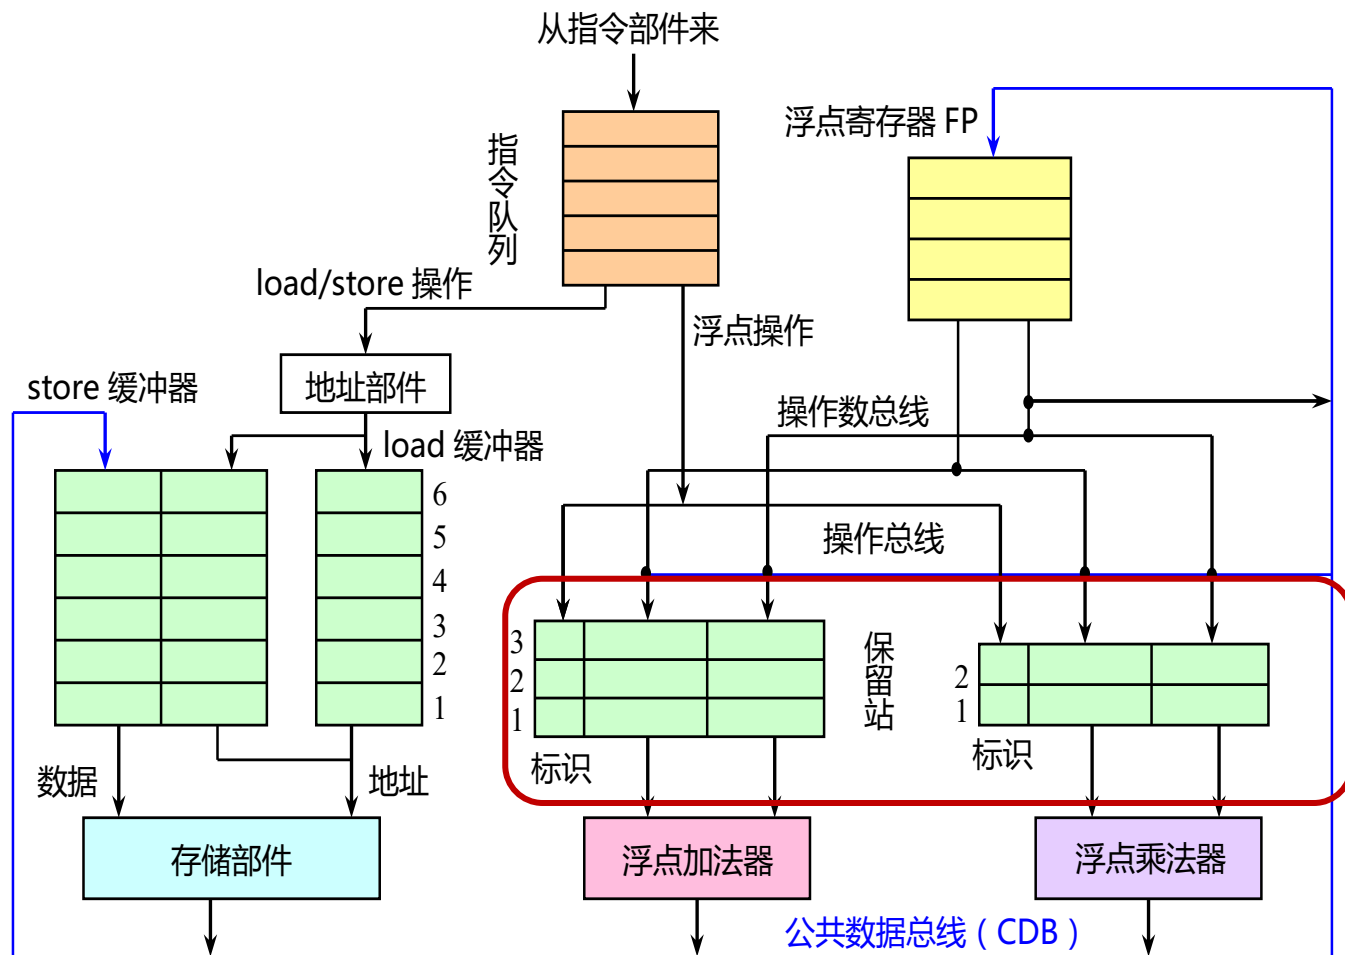 从指令部件来
浮点寄存器 FP
指令队列
load/store 操作
浮点操作
store 缓冲器
地址部件
操作数总线
load 缓冲器
6
5
4
3
2
1
操作总线
3
2
1
保留站
2
1
标识
标识
数据
地址
存储部件
浮点加法器
浮点乘法器
公共数据总线（CDB）